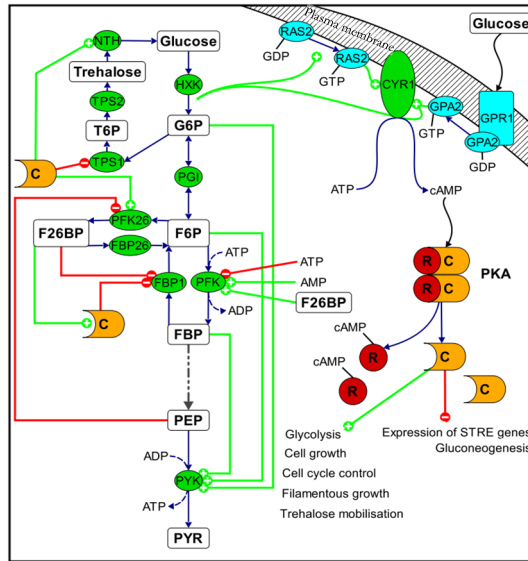 Plasma membrane
RAS2
GDP
RAS2
GTP
CYR1
GPA2
GTP
GPR1
GPA2
GDP
Glucose
NTH
Glucose
Trehalose
HXK
TPS2
T6P
G6P
TPS1
C
PGI
ATP
cAMP
PFK26
F26BP
F6P
FBP26
ATP
FBP1
PFK
ATP
AMP
F26BP
ADP
C
FBP
R
C
R
C
PKA
cAMP
R
C
cAMP
R
C
PEP
Glycolysis
Cell growth
Cell cycle control
Filamentous growth
Trehalose mobilisation
Expression of STRE genes
Gluconeogenesis
ADP
PYK
ATP
PYR